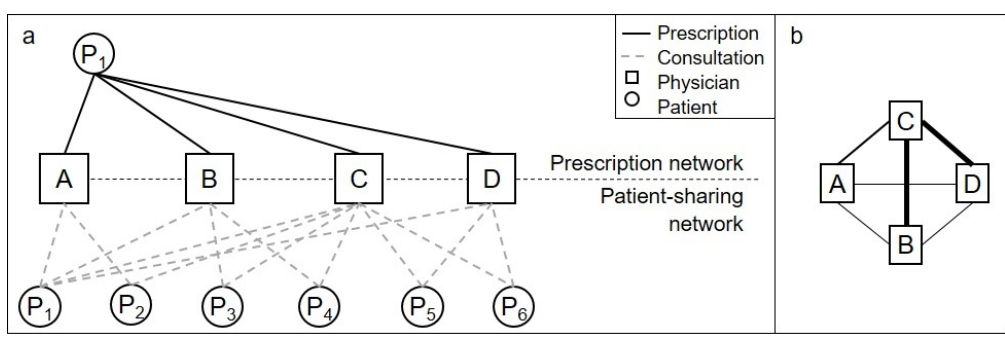 a
P1
Prescription
Consultation
Physician
Patient
A
B
C
D
Prescription network
Patient-sharing
network
P1
P2
P3
P4
P5
P6
b
C
A
D
B